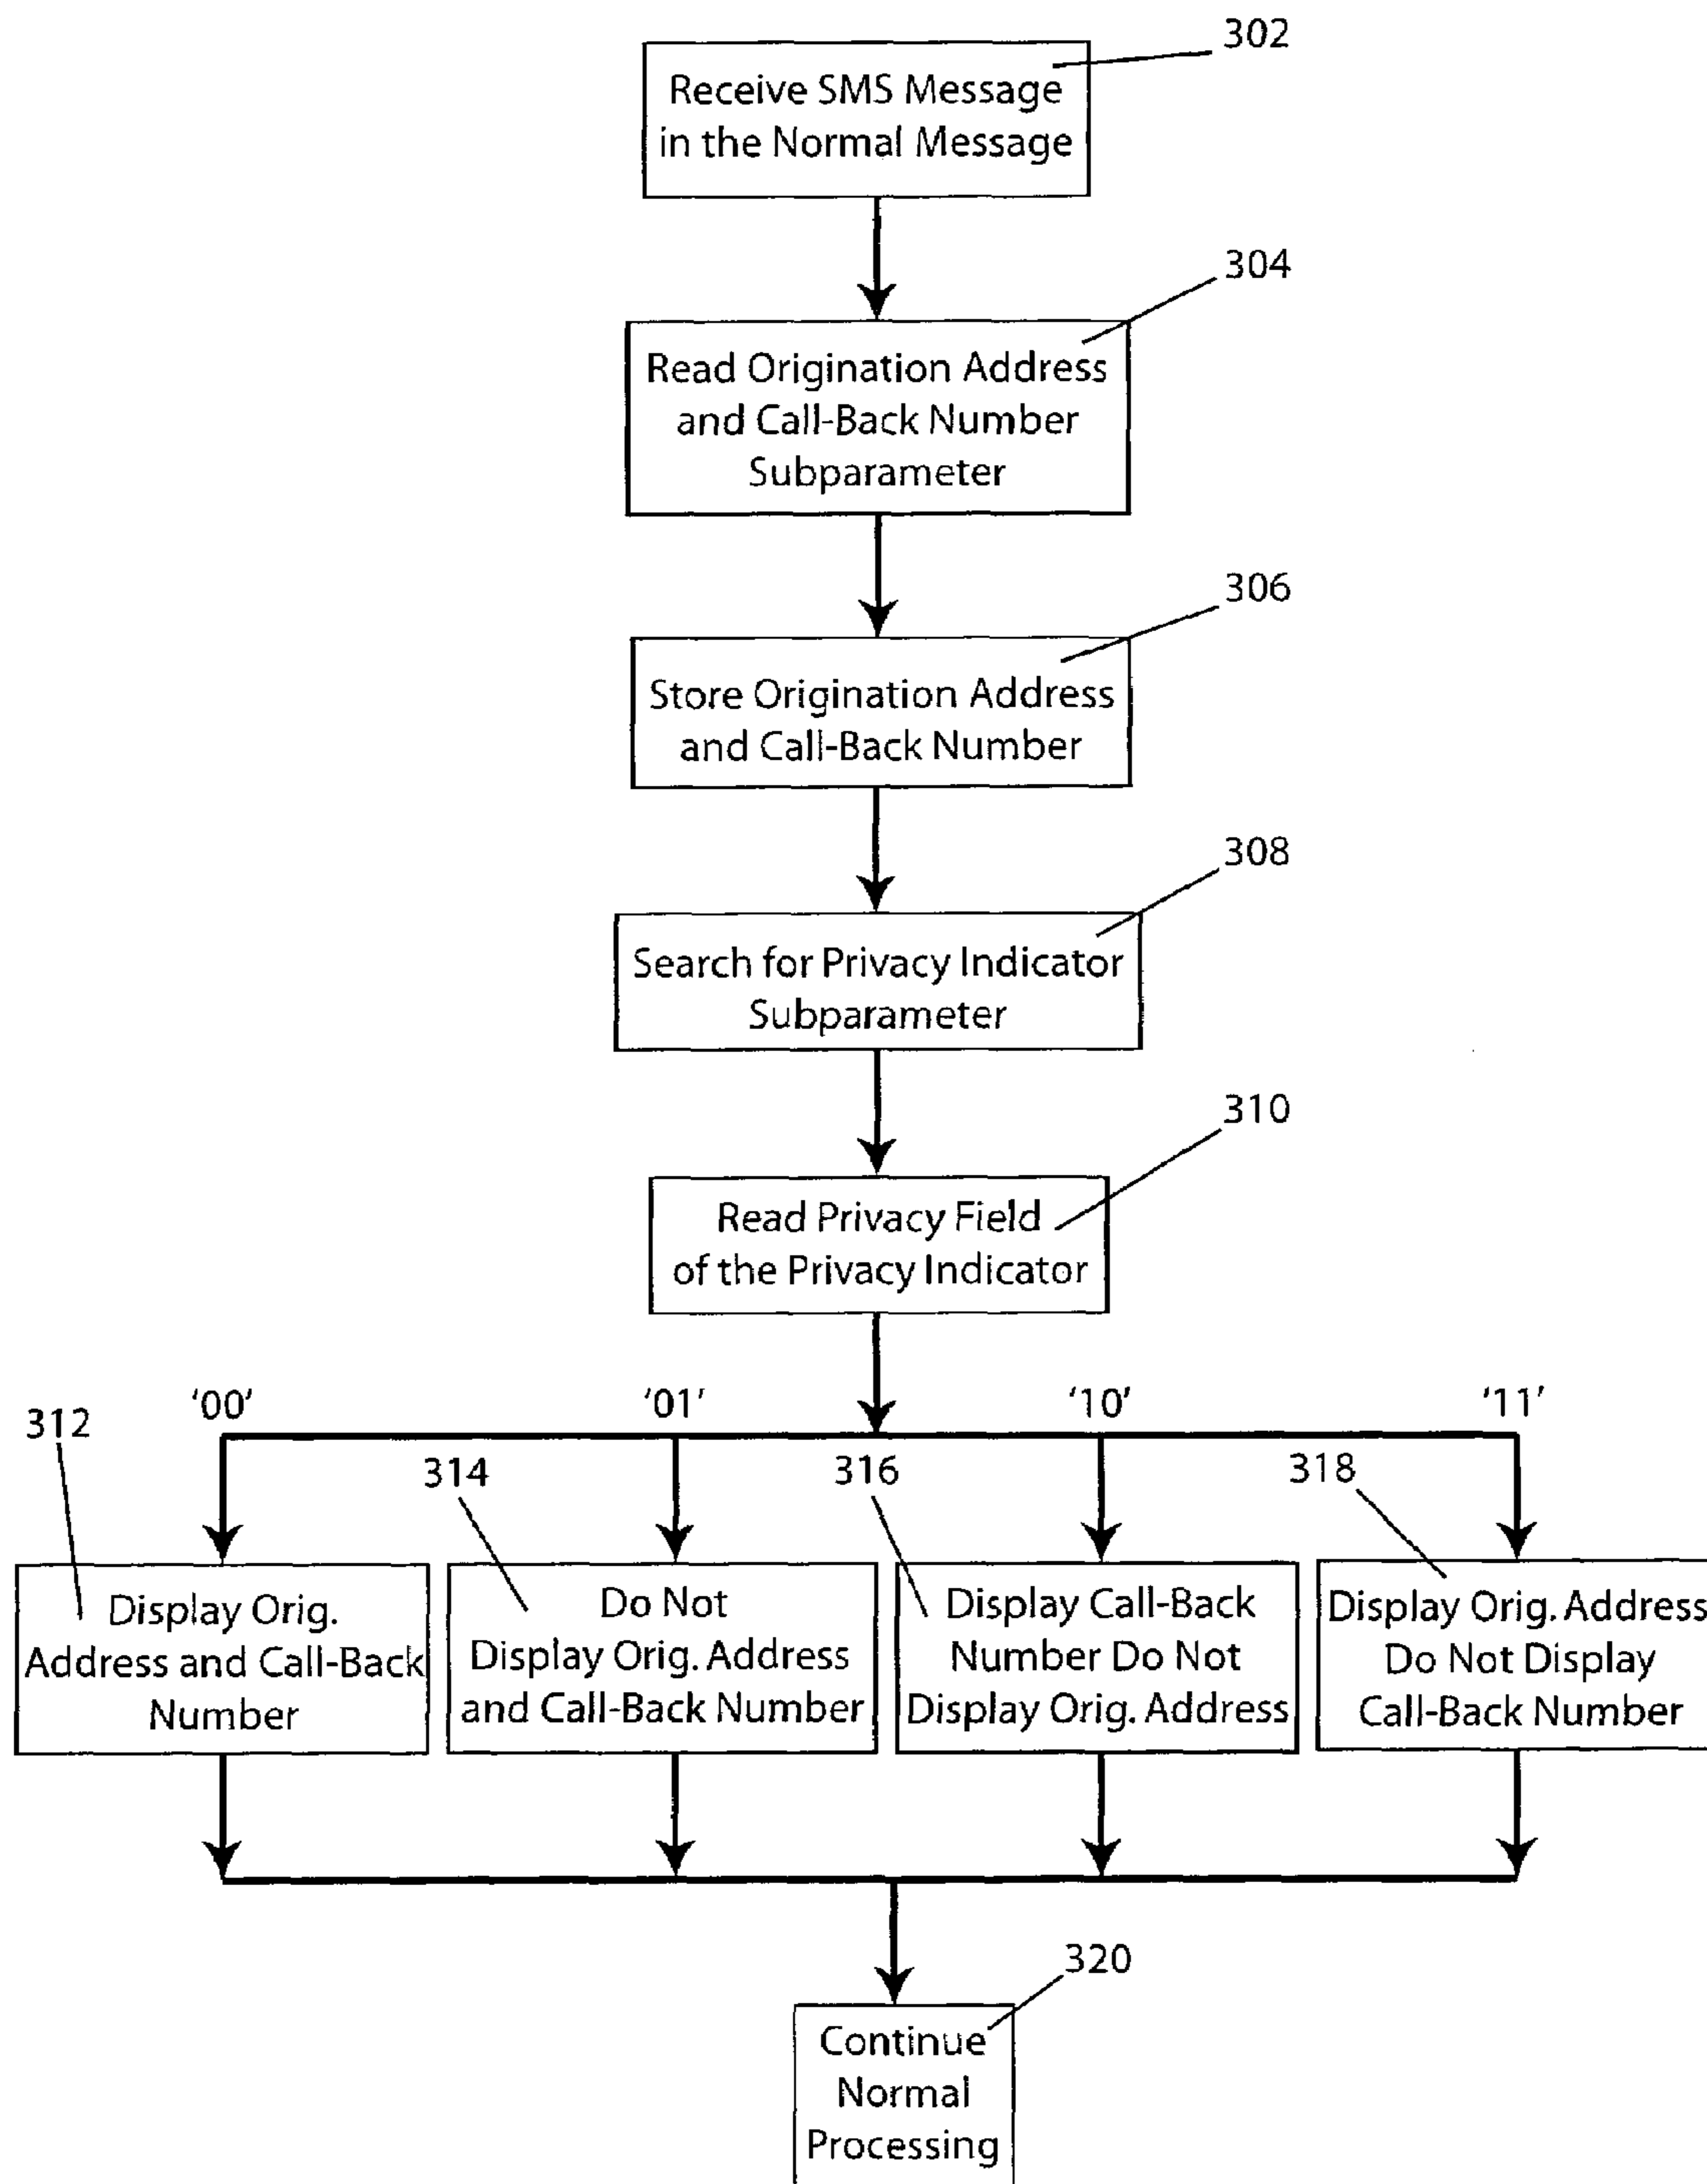 302
Receive SMS Message
in the Normal Message
304
Read Origination Address
and Call-Back Number
Subparameter
306
Store Origination Address
and Call-Back Number
308
Search for Privacy Indicator
Subparameter
310
Read Privacy Field
of the Privacy Indicator
'00'
'01'
'10'
'11'
312
314
316
318
Display Orig.
Address and Call-Back
Number
Do Not
Display Orig. Address
and Call-Back Number
Display Call-Back
Number Do Not
Display Orig. Address
Display Orig. Address
Do Not Display
Call-Back Number
320
Continue
Normal
Processing